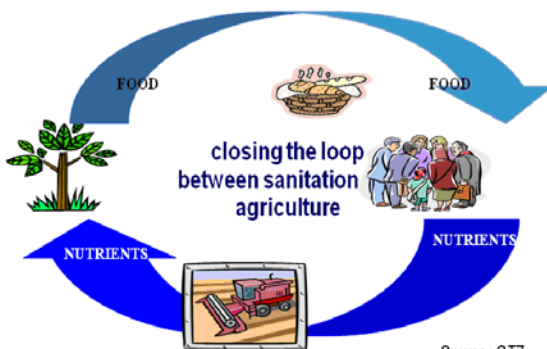 FOOD
FOOD
closing the loop
between sanitation
agriculture
NUTRIENTS
NUTRIENTS